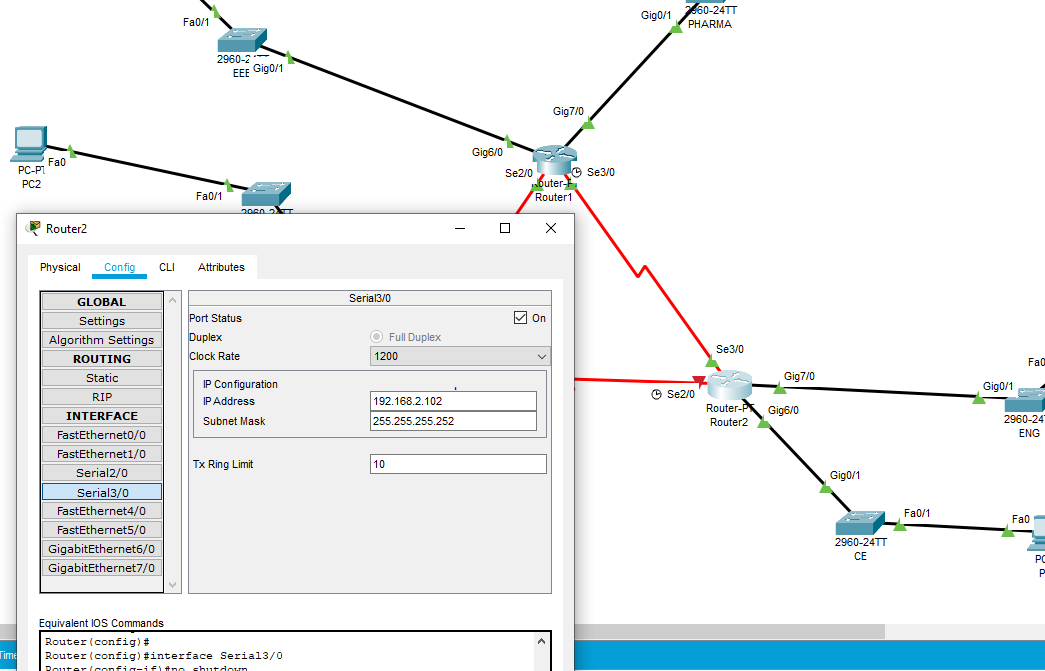 Fa0/1
2960-2
EEE
Gig0/1
Gig0/1
2960-24TT
PHARMA
Gig7/0
Gig6/0
Se2/0
Se3/0
Router1
Fa0
PC-PT
PC2
Fa0/1
2960-24TT
Router2
Physical
Config
CLI
Attributes
GLOBAL
Settings
Algorithm Settings
ROUTING
Static
RIP
INTERFACE
FastEthernet0/0
FastEthernet1/0
Serial2/0
Serial3/0
FastEthernet4/0
FastEthernet5/0
GigabitEthernet6/0
GigabitEthernet7/0
Serial3/0
Port Status
On
Duplex
Full Duplex
Clock Rate
1200
IP Configuration
IP Address
192.168.2.102
Subnet Mask
255.255.255.252
Tx Ring Limit
10
Equivalent IOS Commands
Router(config)#
Router(config)#interface Serial3/0
Router(config-if)#no shutdown
Se3/0
Se2/0
Router-PT
Router2
Gig7/0
Gig6/0
Fa0
Gig0/1
2960-24
ENG
Gig0/1
2960-24TT
CE
Fa0/1
Fa0
PC
P
Time